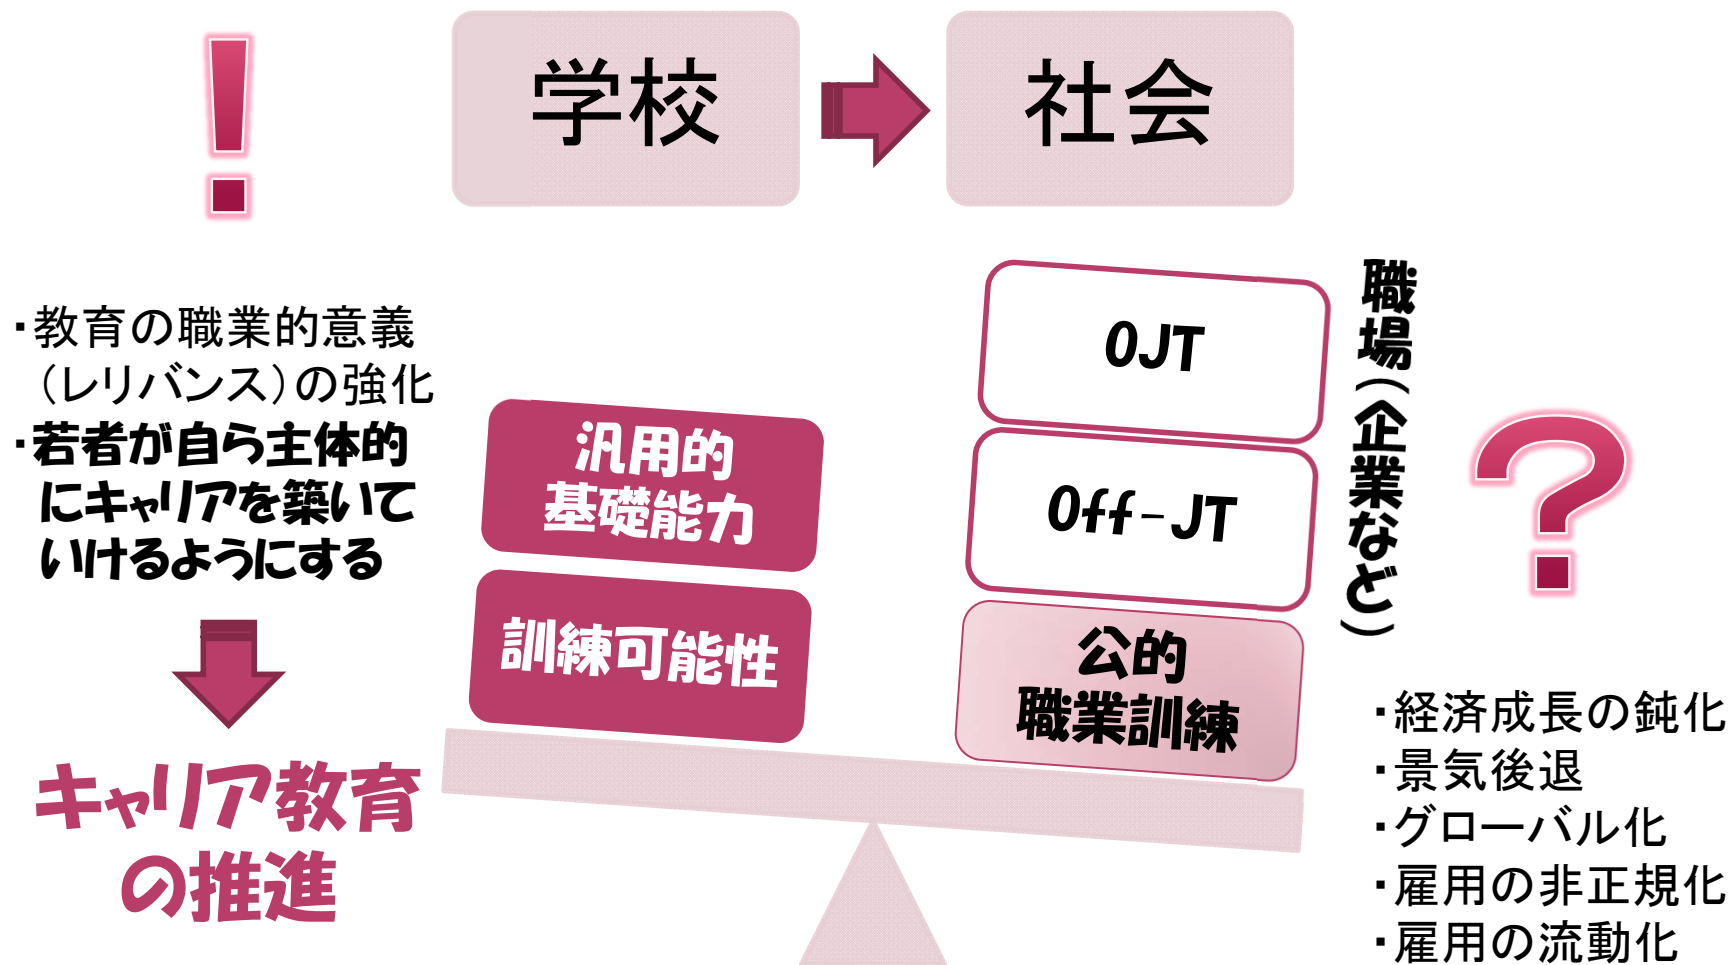 !
学校
社会
・教育の職業的意義
（レリバンス）の強化
・若者が自ら主体的
にキャリアを築いて
いけるようにする
キャリア教育
の推進
汎用的
基礎能力
訓練可能性
OJT
Off-JT
公的
職業訓練
職場（企業など）
?
・経済成長の鈍化
・景気後退
・グローバル化
・雇用の非正規化
・雇用の流動化